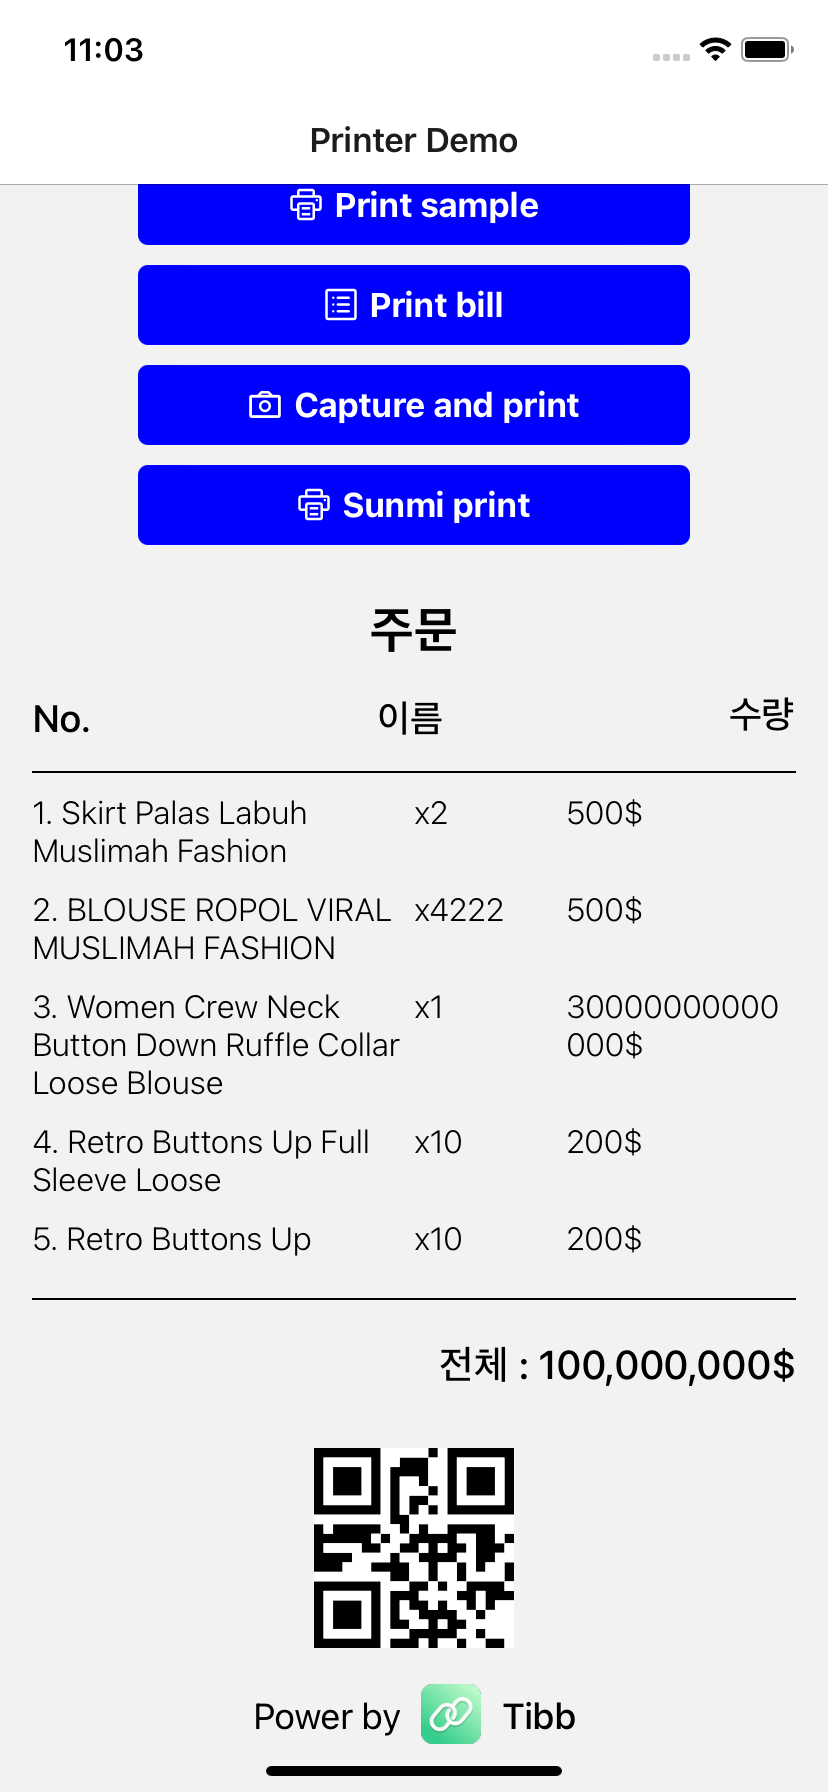 11:03
Printer Demo
Print sample
Print bill
Capture and print
Sunmi print
주문
No. 이름 수량
1. Skirt Palas Labuh x2 500$
Muslimah Fashion
2. BLOUSE ROPOL VIRAL x4222 500$
MUSLIMAH FASHION
3. Women Crew Neck x1 30000000000
Button Down Ruffle Collar 000$
Loose Blouse
4. Retro Buttons Up Full x10 200$
Sleeve Loose
5. Retro Buttons Up x10 200$
전체 : 100,000,000$
Power by Tibb